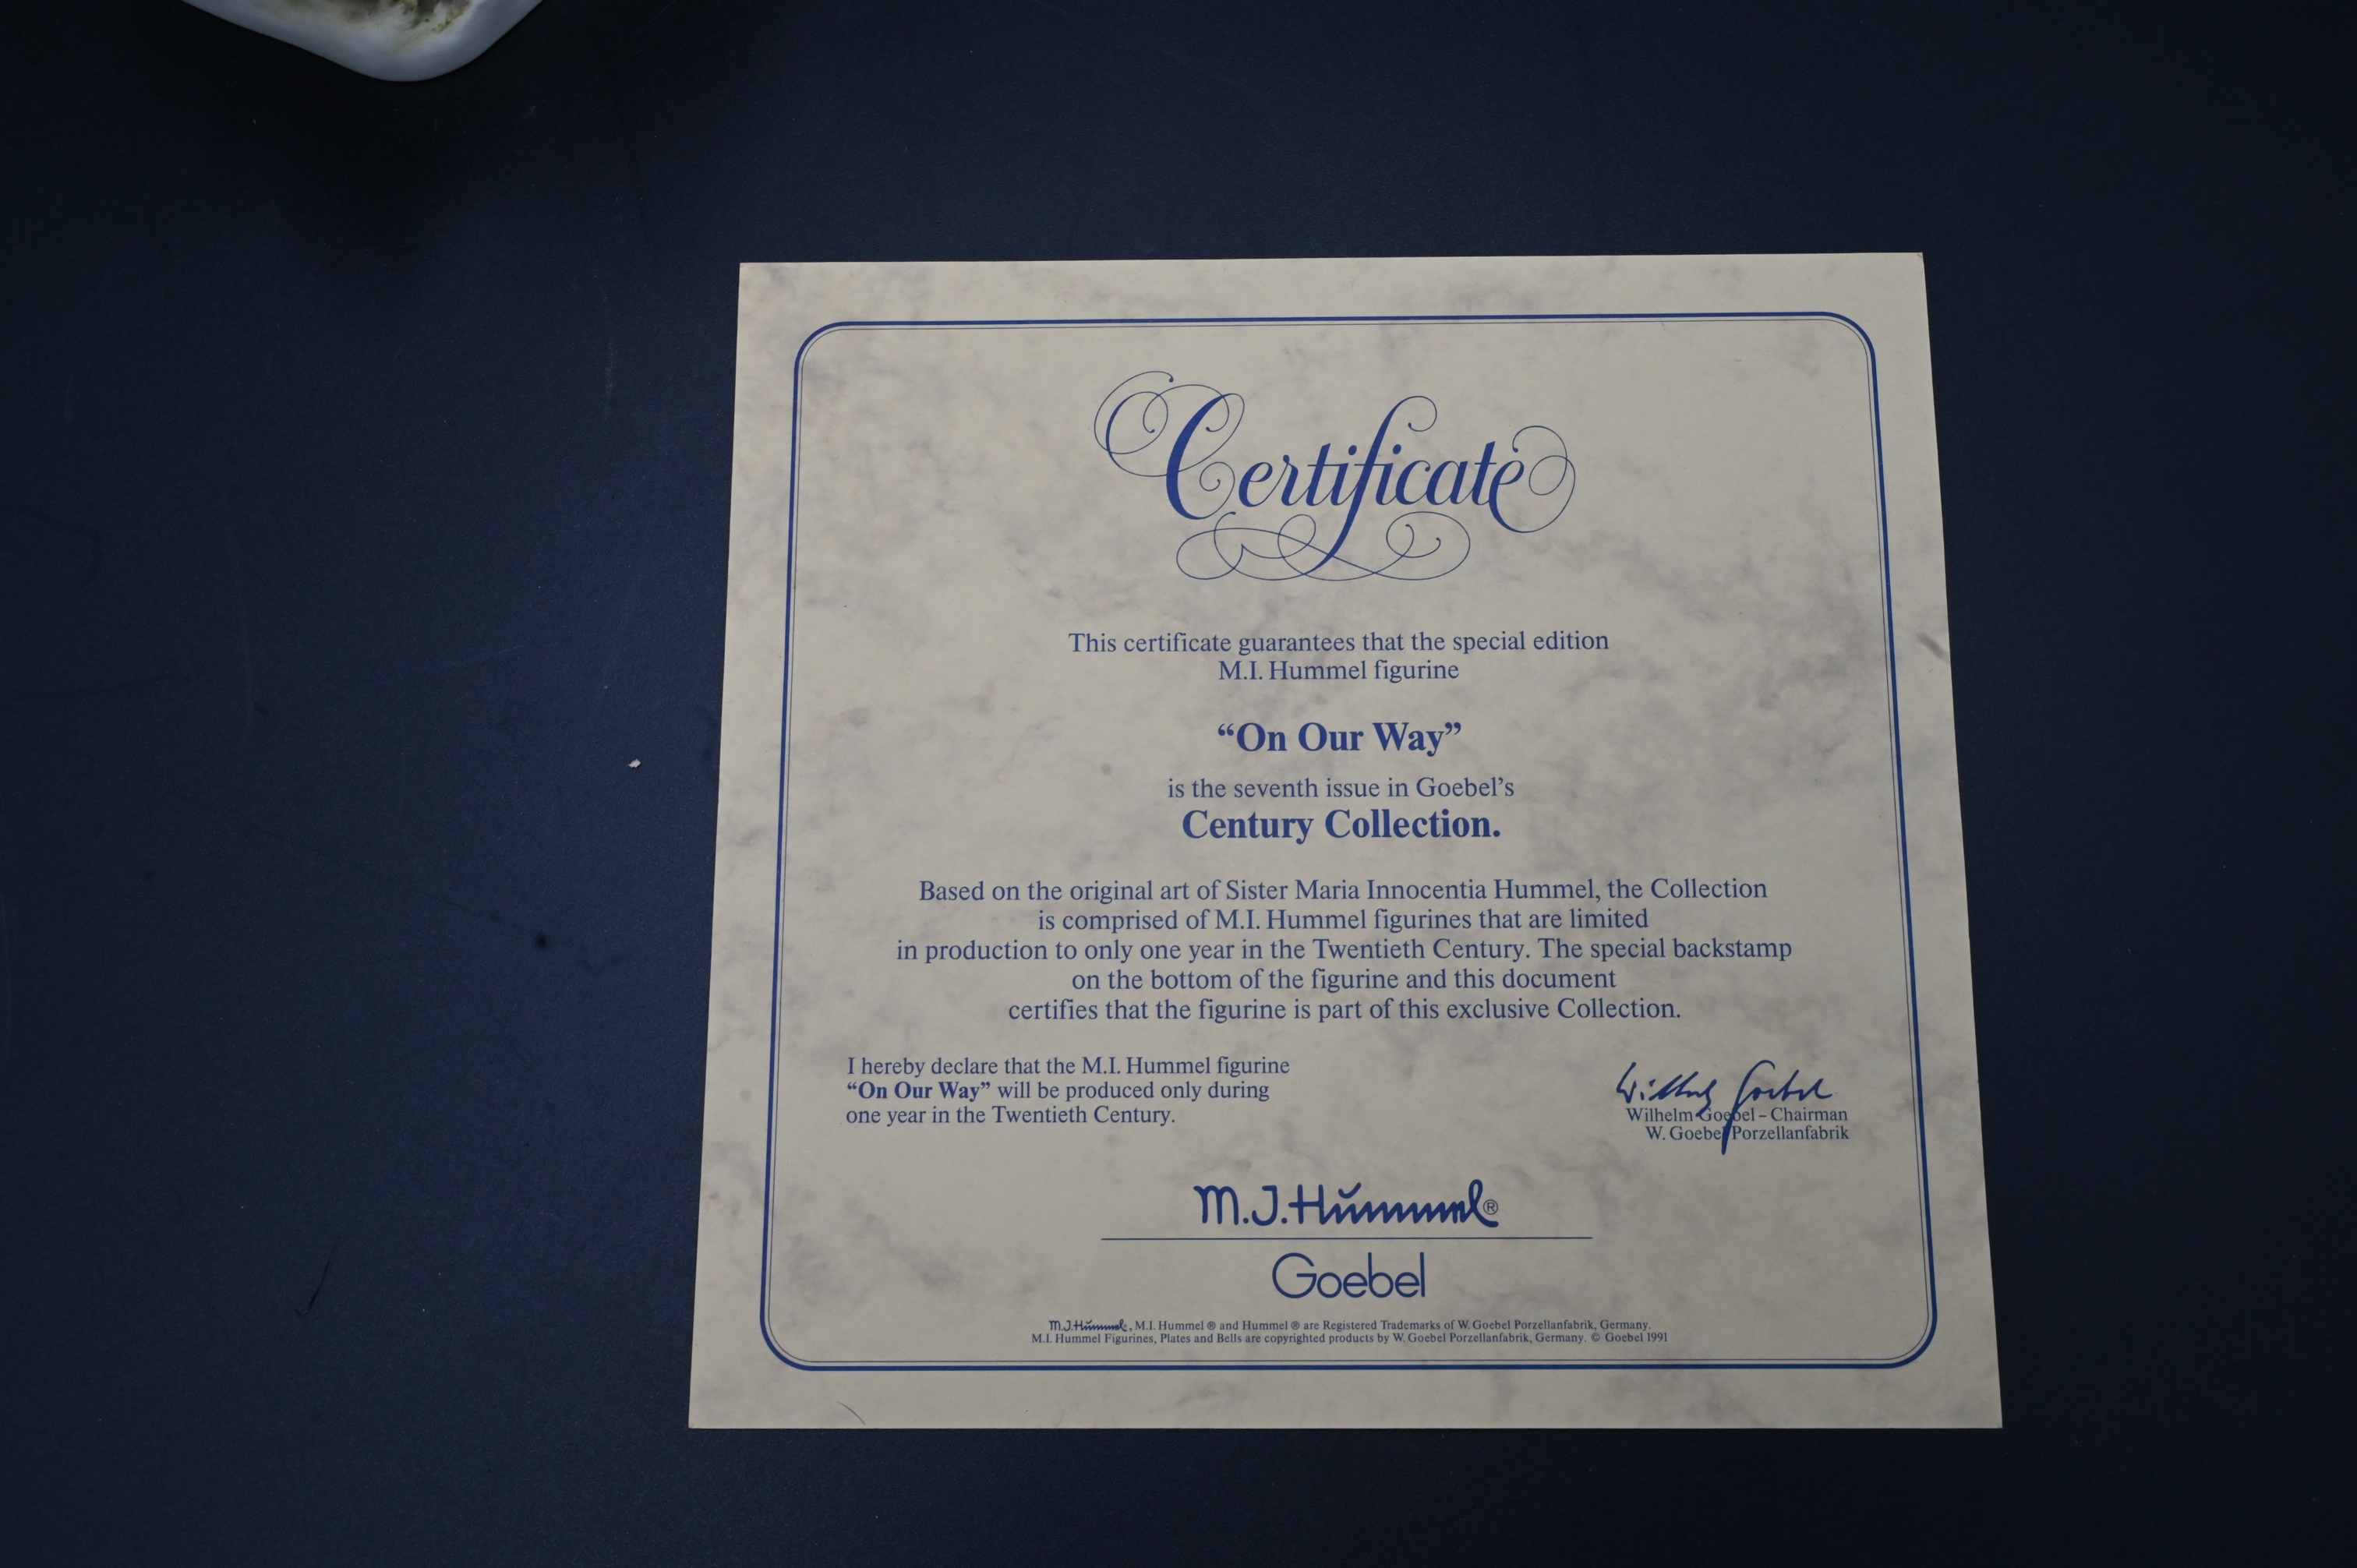 Certificate
This certificate guarantees that the special edition
M.I. Hummel figurine
“On Our Way”
is the seventh issue in Goebel’s
Century Collection.
Based on the original art of Sister Maria Innocentia Hummel, the Collection
is comprised of M.I. Hummel figurines that are limited
in production to only one year in the Twentieth Century. The special backstamp
on the bottom of the figurine and this document
certifies that the figurine is part of this exclusive Collection.
I hereby declare that the M.I. Hummel figurine
“On Our Way” will be produced only during
one year in the Twentieth Century.
Wilhelm Goebel
Wilhelm Goebel – Chairman
W. Goebel Porzellanfabrik
M.J. Hummel®
Goebel
M.J. Hummel, M.I. Hummel ® and Hummel ® are Registered Trademarks of W. Goebel Porzellanfabrik, Germany.
M.I. Hummel Figurines, Plates and Bells are copyrighted products by W. Goebel Porzellanfabrik, Germany. © Goebel 1991